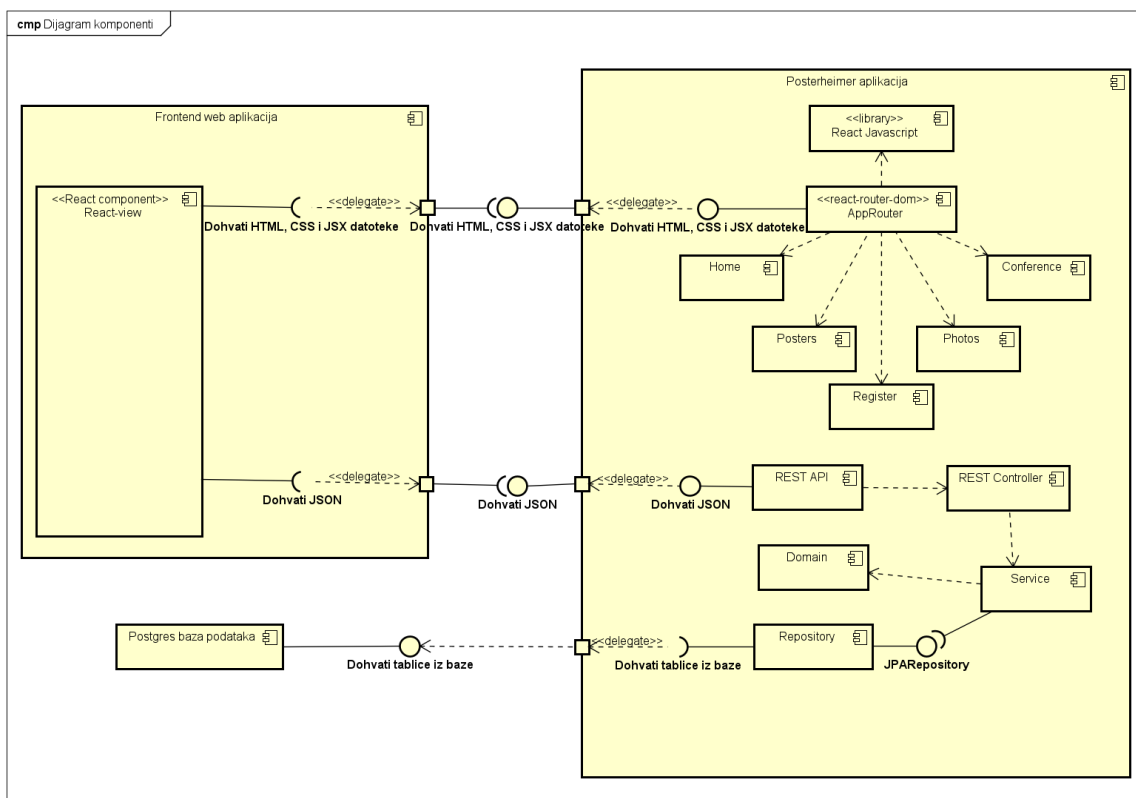 cmp Dijagram komponenti
Posterheimer aplikacija
Frontend web aplikacija
<<library>>
React Javascript
<<React component>>
React-view
<<delegate>>
<<delegate>>
<<react-router-dom>>
AppRouter
Dohvati HTML, CSS i JSX datoteke
Dohvati HTML, CSS i JSX datoteke
Dohvati HTML, CSS i JSX datoteke
Home
Conference
Posters
Photos
Register
<<delegate>>
<<delegate>>
REST API
REST Controller
Dohvati JSON
Dohvati JSON
Dohvati JSON
Domain
Service
Postgres baza podataka
<<delegate>>
Repository
Dohvati tablice iz baze
Dohvati tablice iz baze
JPARepository